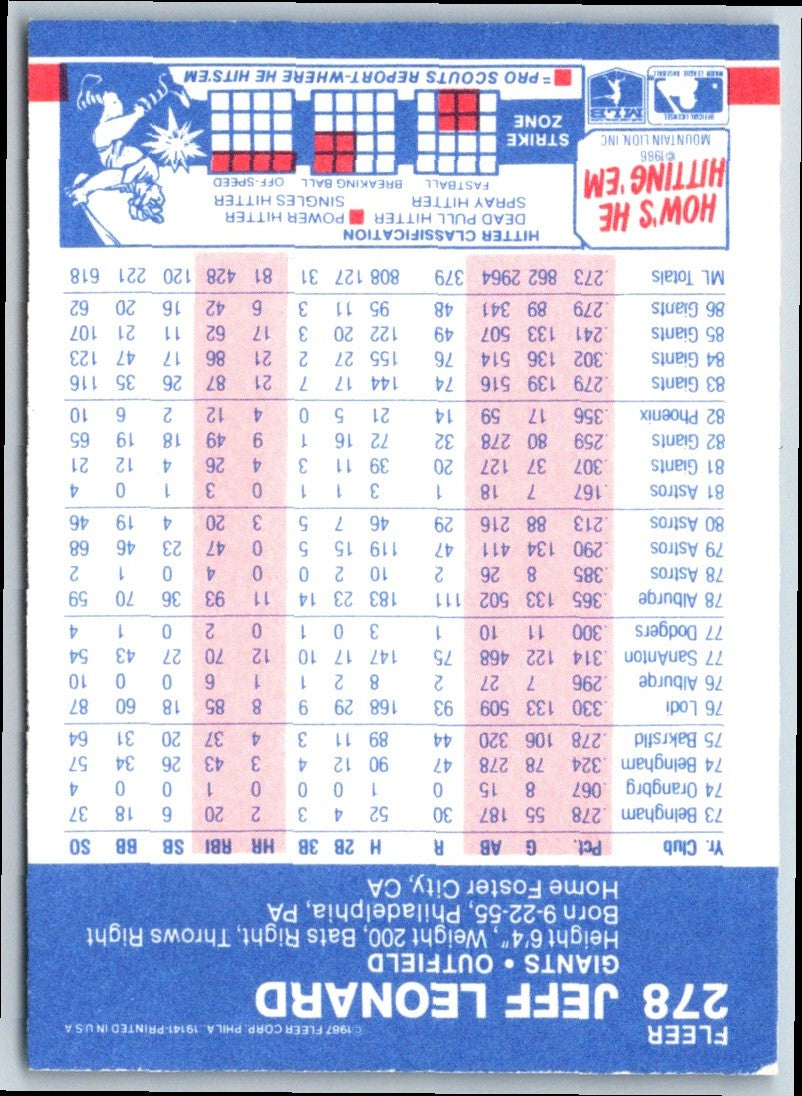 FLEER
278 JEFF LEONARD
©1987 FLEER CORP. PHILA. 19141-PRINTED IN U S A
GIANTS • OUTFIELD
Height 6'4", Weight 200, Bats Right, Throws Right
Born 9-22-55, Philadelphia, PA
Home Foster City, CA
Yr. Club Pct. G AB R H 2B 3B HR RBI SB BB SO
73 Belngham .278 55 187 30 52 4 3 2 20 6 18 37
74 Orangbrg .067 8 15 0 1 0 0 0 1 0 0 4
74 Belngham .324 78 278 47 90 12 4 3 43 26 34 57
75 Bakrsfld .278 106 320 44 89 11 3 4 37 20 31 64
76 Lodi .330 133 509 93 168 29 9 8 85 18 60 87
76 Alburqe .296 7 27 2 8 2 1 1 6 0 0 10
77 SanAnton .314 122 468 75 147 17 10 12 70 27 43 54
77 Dodgers .300 11 10 1 3 0 1 0 2 0 1 4
78 Alburqe .365 133 502 111 183 23 14 11 93 36 70 59
78 Astros .385 8 26 2 10 2 0 0 4 0 1 2
79 Astros .290 134 411 47 119 15 5 0 47 23 46 68
80 Astros .213 88 216 29 46 7 5 3 20 4 19 46
81 Astros .167 7 18 1 3 1 1 0 3 1 0 4
81 Giants .307 37 127 20 39 11 3 4 26 4 12 21
82 Giants .259 80 278 32 72 16 1 9 49 18 19 65
82 Phoenix .356 17 59 14 21 5 0 4 12 2 6 10
83 Giants .279 139 516 74 144 17 7 21 87 26 35 116
84 Giants .302 136 514 76 155 27 2 21 86 17 47 123
85 Giants .241 133 507 49 122 20 3 17 62 11 21 107
86 Giants .279 89 341 48 95 11 3 6 42 16 20 62
ML Totals .273 862 2964 379 808 127 31 81 428 120 221 618
HOW'S HE
HITTING 'EM
©1986
MOUNTAIN LION INC
HITTER CLASSIFICATION
DEAD PULL HITTER POWER HITTER
SPRAY HITTER SINGLES HITTER
FASTBALL BREAKING BALL OFF-SPEED
STRIKE
ZONE
=PRO SCOUTS REPORT-WHERE HE HITS'EM
OFFICIAL LICENSEE
MAJOR LEAGUE BASEBALL
MLB